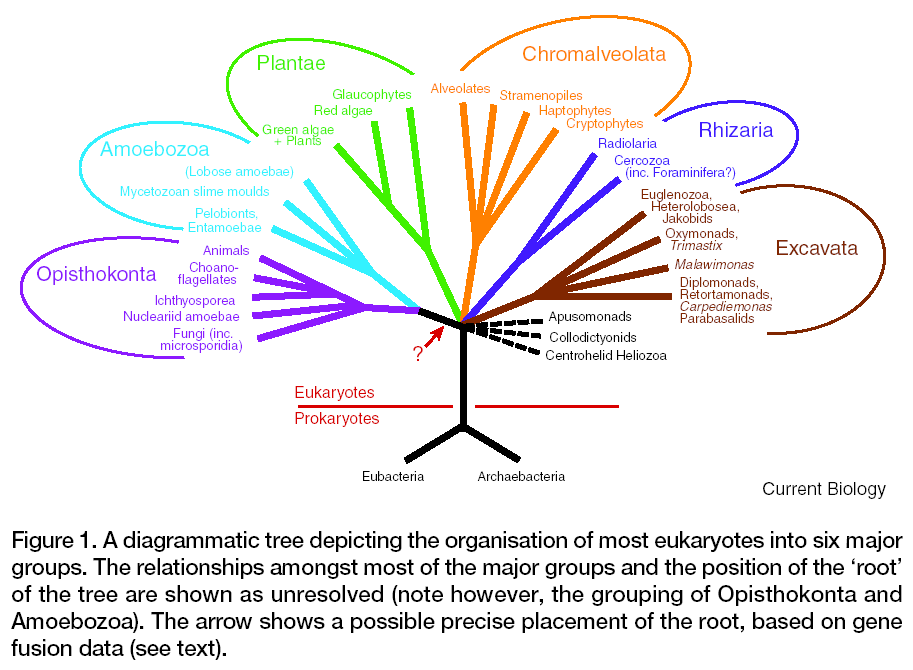 Plantae
Glaucophytes
Red algae
Green algae
+ Plants
Chromalveolata
Alveolates
Stramenopiles
Haptophytes
Cryptophytes
Amoebozoa
(Lobose amoebae)
Mycetozoan slime moulds
Pelobionts,
Entamoebae
Rhizaria
Radiolaria
Cercozoa
(inc. Foraminifera?)
Opisthokonta
Animals
Choano-
flagellates
Ichthyosporea
Nucleariid amoebae
Fungi (inc.
microsporidia)
Excavata
Euglenozoa,
Heterolobosea,
Jakobids
Oxymonads,
Trimastix
Malawimonas
Diplomonads,
Retortamonads,
Carpediemonas
Parabasalids
Apusomonads
Collodictyonids
Centrohelid Heliozoa
?
Eukaryotes
Prokaryotes
Eubacteria
Archaebacteria
Current Biology
Figure 1. A diagrammatic tree depicting the organisation of most eukaryotes into six major
groups. The relationships amongst most of the major groups and the position of the ‘root’
of the tree are shown as unresolved (note however, the grouping of Opisthokonta and
Amoebozoa). The arrow shows a possible precise placement of the root, based on gene
fusion data (see text).